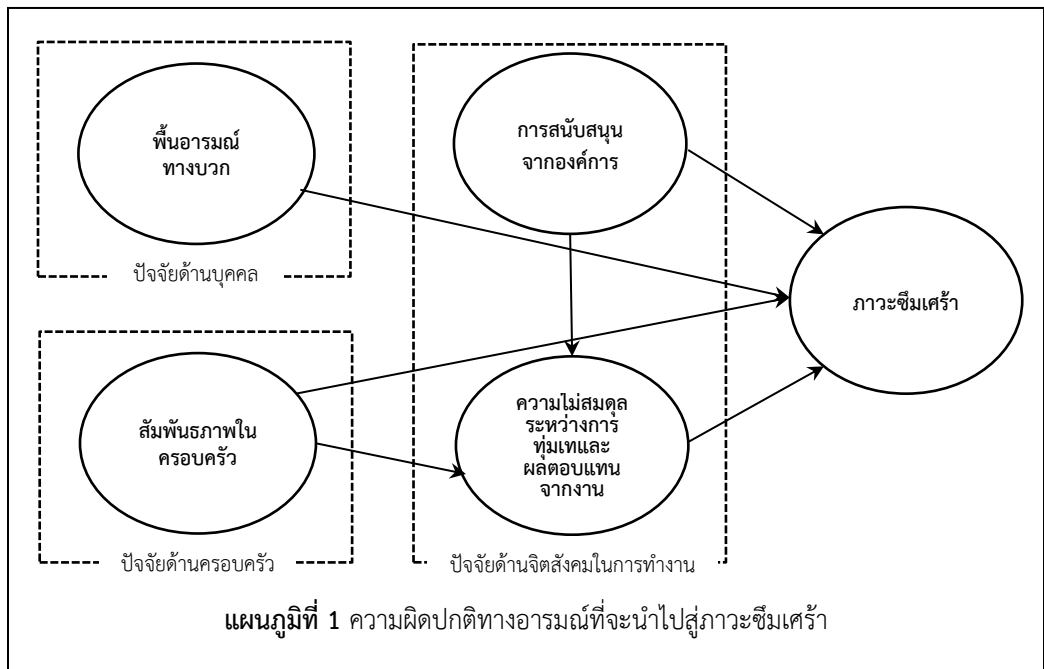 พื้นอารมณ์
ทางบวก
ปัจจัยด้านบุคคล
การสนับสนุน
จากองค์การ
ภาวะซึมเศร้า
สัมพันธภาพใน
ครอบครัว
ปัจจัยด้านครอบครัว
ความไม่สมดุล
ระหว่างการ
ทุ่มเทและ
ผลตอบแทน
จากงาน
ปัจจัยด้านจิตสังคมในการทำงาน
แผนภูมิที่ 1 ความผิดปกติทางอารมณ์ที่จะนำไปสู่ภาวะซึมเศร้า